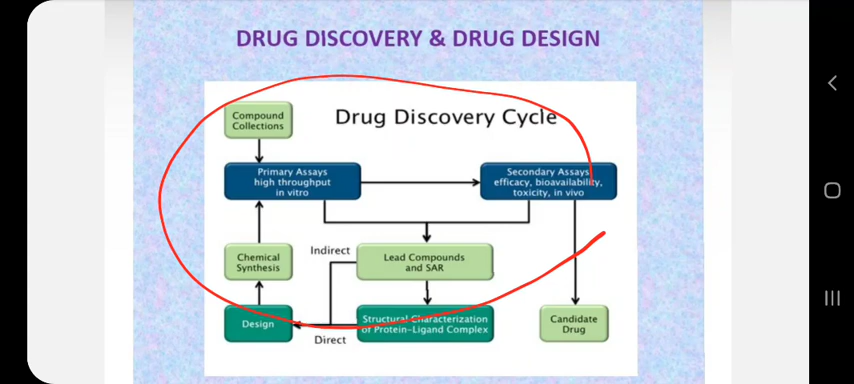 DRUG DISCOVERY & DRUG DESIGN
Drug Discovery Cycle
Compound
Collections
Primary Assays
high throughput
in vitro
Secondary Assays
efficacy, bioavailability,
toxicity, in vivo
Indirect
Chemical
Synthesis
Lead Compounds
and SAR
Design
Structural Characterization
of Protein-Ligand Complex
Direct
Candidate
Drug